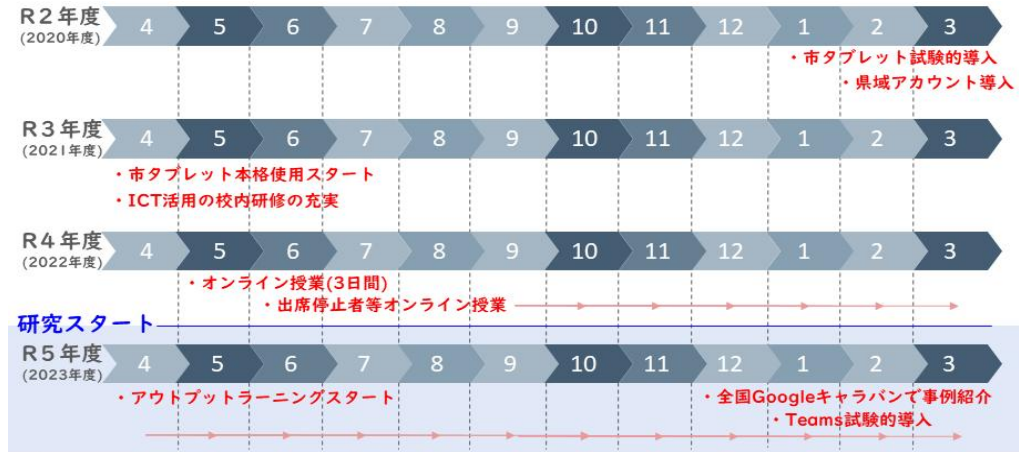 R2年度
(2020年度)
4 5 6 7 8 9 10 11 12 1 2 3
・市タブレット試験的導入
・県域アカウント導入
R3年度
(2021年度)
4 5 6 7 8 9 10 11 12 1 2 3
・市タブレット本格使用スタート
・ICT活用の校内研修の充実
R4年度
(2022年度)
4 5 6 7 8 9 10 11 12 1 2 3
・オンライン授業(3日間)
・出席停止者等オンライン授業
研究スタート
R5年度
(2023年度)
4 5 6 7 8 9 10 11 12 1 2 3
・アウトプットラーニングスタート
・全国Googleキャラバンで事例紹介
・Teams試験的導入